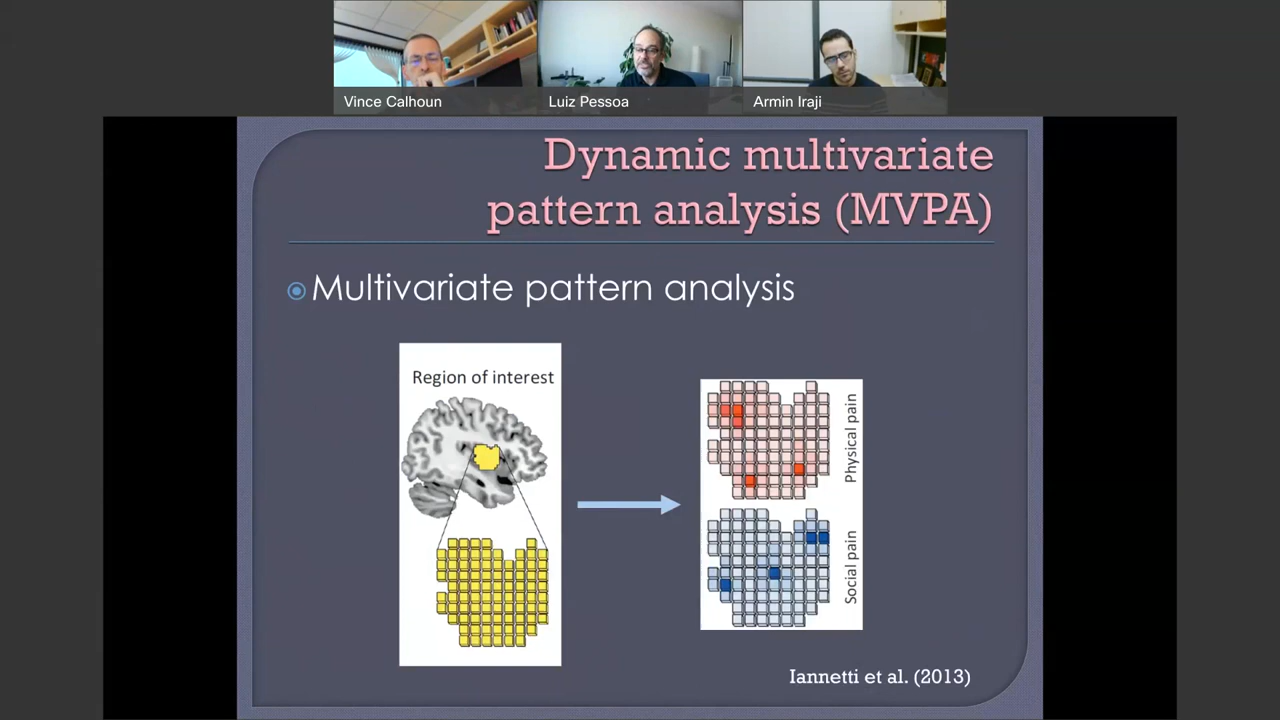 Vince Calhoun
Luiz Pessoa
Armin Iraji
Dynamic multivariate
pattern analysis (MVPA)
Multivariate pattern analysis
Region of interest
Physical pain
Social pain
Iannetti et al. (2013)